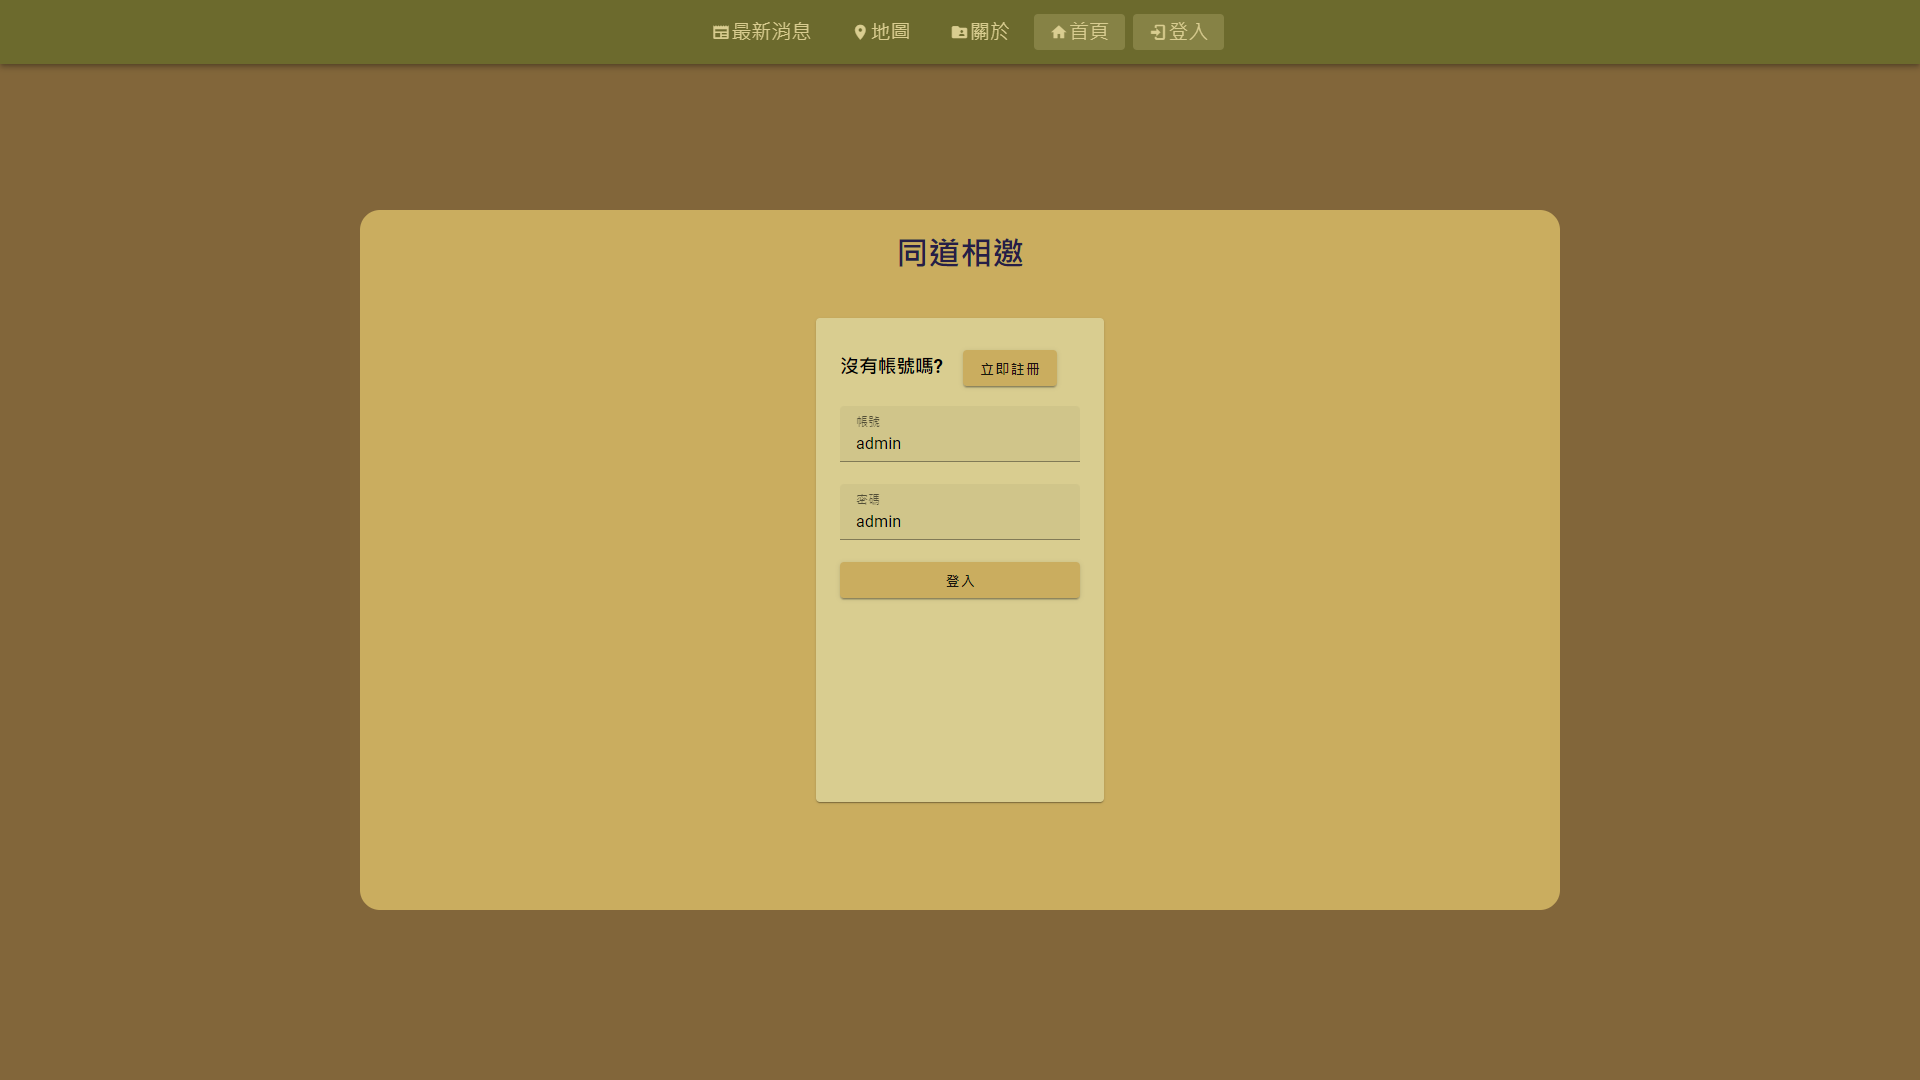 最新消息 地圖 關於 首頁 登入
同道相邀
沒有帳號嗎? 立即註冊
帳號
admin
密碼
admin
登入